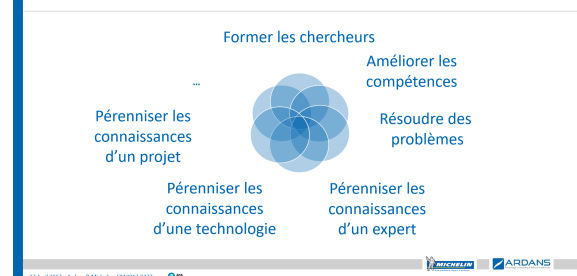 Former les chercheurs
Améliorer les
compétences
...
Résoudre des
problèmes
Pérenniser les
connaissances
d'un projet
Pérenniser les
connaissances
d'une technologie
Pérenniser les
connaissances
d'un expert
MICHELIN
ARDANS